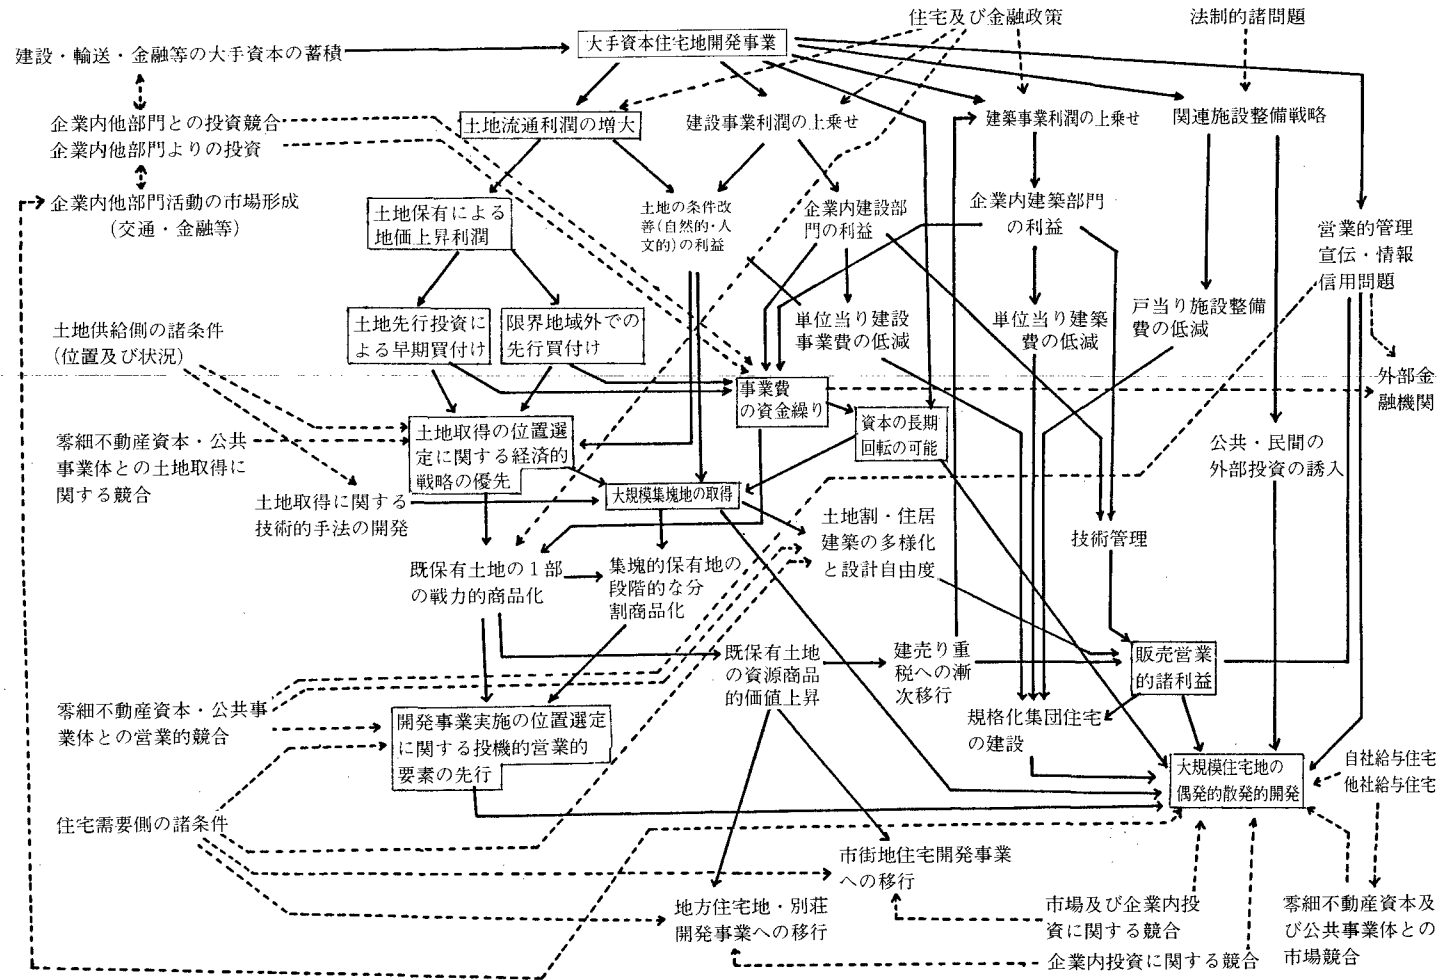 住宅及び金融政策
法制的諸問題
建設・輸送・金融等の大手資本の蓄積
大手資本住宅地開発事業
企業内他部門との投資競合
企業内他部門よりの投資
土地流通利潤の増大
建設事業利潤の上乗せ
建築事業利潤の上乗せ
関連施設整備戦略
企業内他部門活動の市場形成
(交通・金融等)
土地保有による
地価上昇利潤
土地の条件改
善(自然的・人
文的)の利益
企業内建設部
門の利益
企業内建築部門
の利益
営業的管理
宣伝・情報
信用問題
土地供給側の諸条件
(位置及び状況)
土地先行投資に
よる早期買付け
限界地域外での
先行買付け
単位当り建設
事業費の低減
単位当り建築
費の低減
戸当り施設整備
費の低減
事業費
の資金繰り
外部金
融機関
零細不動産資本・公共
事業体との土地取得に
関する競合
土地取得の位置選
定に関する経済的
戦略の優先
資本の長期
回転の可能
公共・民間の
外部投資の誘入
土地取得に関する
技術的手法の開発
大規模集塊地の取得
土地割・住居
建築の多様化
と設計自由度
技術管理
既保有土地の1部
の戦力的商品化
集塊的保有地の
段階的な分
割商品化
既保有土地
の資源商品
的価値上昇
建売り重
税への漸
次移行
販売営業
的諸利益
零細不動産資本・公共事
業体との営業的競合
開発事業実施の位置選定
に関する投機的営業的
要素の先行
規格化集団住宅
の建設
大規模住宅地の
偶発的散発的開発
自社給与住宅
他社給与住宅
住宅需要側の諸条件
市街地住宅開発事業
への移行
地方住宅地・別荘
開発事業への移行
市場及び企業内投
資に関する競合
企業内投資に関する競合
零細不動産資本及
び公共事業体との
市場競合